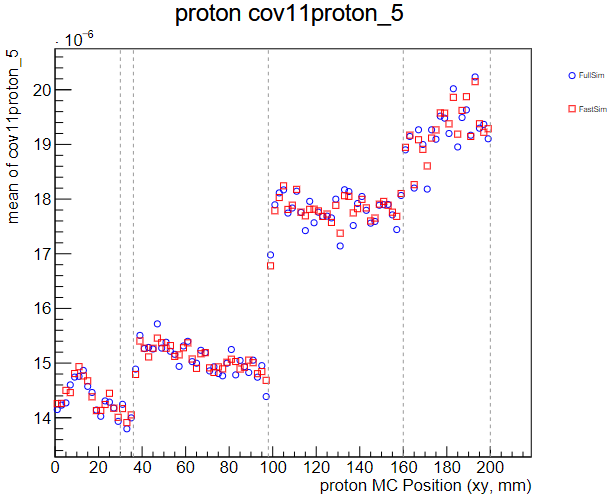 proton cov11proton_5
· 10⁻⁶
mean of cov11proton_5
20
19
18
17
16
15
14
0 20 40 60 80 100 120 140 160 180 200
proton MC Position (xy, mm)
FullSim
FastSim